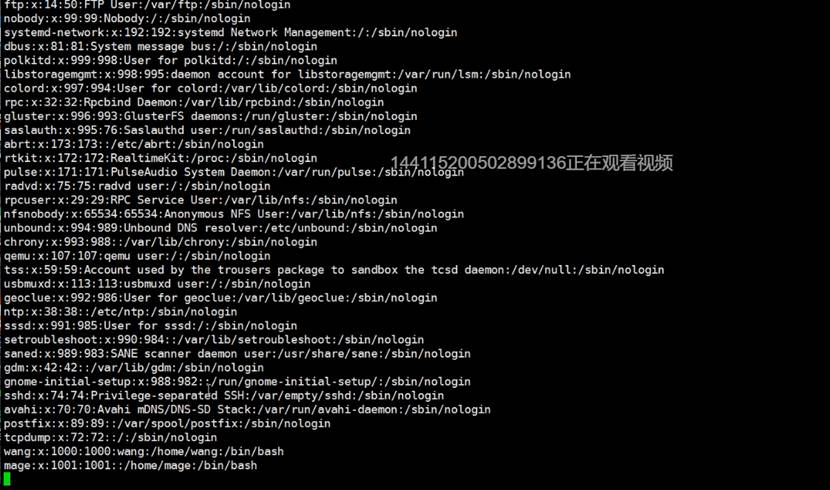 ftp:x:14:50:FTP User:/var/ftp:/sbin/nologin
nobody:x:99:99:Nobody:/:/sbin/nologin
systemd-network:x:192:192:systemd Network Management:/:/sbin/nologin
dbus:x:81:81:System message bus:/:/sbin/nologin
polkitd:x:999:998:User for polkitd:/:/sbin/nologin
libstoragemgmt:x:998:995:daemon account for libstoragemgmt:/var/run/lsm:/sbin/nologin
colord:x:997:994:User for colord:/var/lib/colord:/sbin/nologin
rpc:x:32:32:Rpcbind Daemon:/var/lib/rpcbind:/sbin/nologin
gluster:x:996:993:GlusterFS daemons:/run/gluster:/sbin/nologin
saslauth:x:995:76:Saslauthd user:/run/saslauthd:/sbin/nologin
abrt:x:173:173::/etc/abrt:/sbin/nologin
rtkit:x:172:172:RealtimeKit:/proc:/sbin/nologin
144115200502899136正在观看视频
pulse:x:171:171:PulseAudio System Daemon:/var/run/pulse:/sbin/nologin
radvd:x:75:75:radvd user:/:/sbin/nologin
rpcuser:x:29:29:RPC Service User:/var/lib/nfs:/sbin/nologin
nfsnobody:x:65534:65534:Anonymous NFS User:/var/lib/nfs:/sbin/nologin
unbound:x:994:989:Unbound DNS resolver:/etc/unbound:/sbin/nologin
chrony:x:993:988::/var/lib/chrony:/sbin/nologin
qemu:x:107:107:qemu user:/:/sbin/nologin
tss:x:59:59:Account used by the trousers package to sandbox the tcsd daemon:/dev/null:/sbin/nologin
usbmuxd:x:113:113:usbmuxd user:/:/sbin/nologin
geoclue:x:992:986:User for geoclue:/var/lib/geoclue:/sbin/nologin
ntp:x:38:38::/etc/ntp:/sbin/nologin
sssd:x:991:985:User for sssd:/:/sbin/nologin
setroubleshoot:x:990:984::/var/lib/setroubleshoot:/sbin/nologin
saned:x:989:983:SANE scanner daemon user:/usr/share/sane:/sbin/nologin
gdm:x:42:42::/var/lib/gdm:/sbin/nologin
gnome-initial-setup:x:988:982::/run/gnome-initial-setup/:/sbin/nologin
sshd:x:74:74:Privilege-separated SSH:/var/empty/sshd:/sbin/nologin
avahi:x:70:70:Avahi mDNS/DNS-SD Stack:/var/run/avahi-daemon:/sbin/nologin
postfix:x:89:89::/var/spool/postfix:/sbin/nologin
tcpdump:x:72:72::/:/sbin/nologin
wang:x:1000:1000:wang:/home/wang:/bin/bash
mage:x:1001:1001::/home/mage:/bin/bash